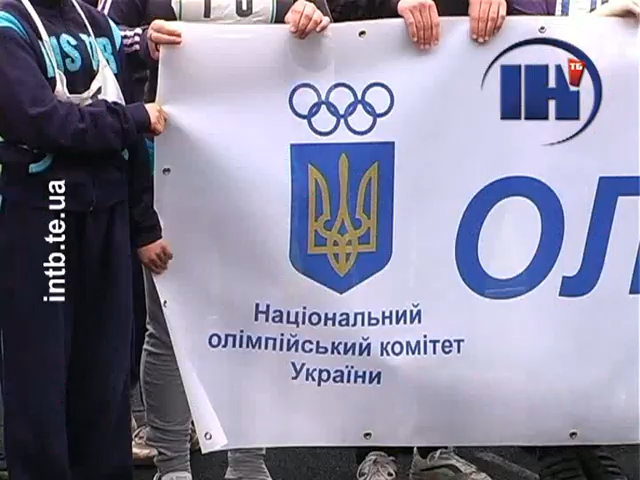 ІН ТБ
Національний
олімпійський комітет
України
ОЛ
intb.te.ua